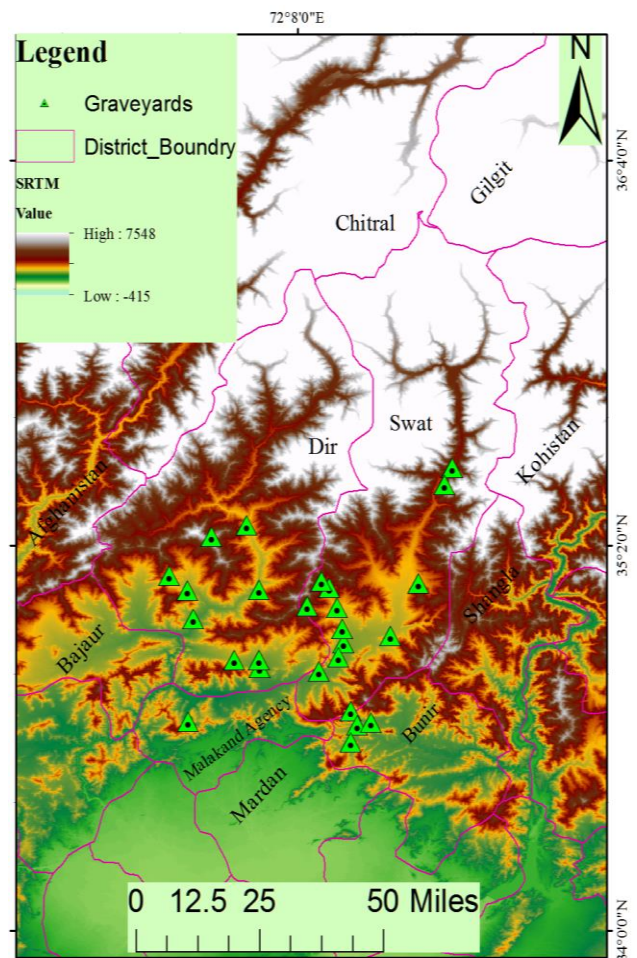 72°8'0"E
Legend
Graveyards
District_Boundry
SRTM
Value
High : 7548
Low : -415
N
36°4'0"N
Gilgit
Chitral
Swat
Dir
Kohistan
Afghanistan
35°2'0"N
Shangla
Bajaur
Bunir
Malakand Agency
Mardan
0 12.5 25 50 Miles
34°0'0"N